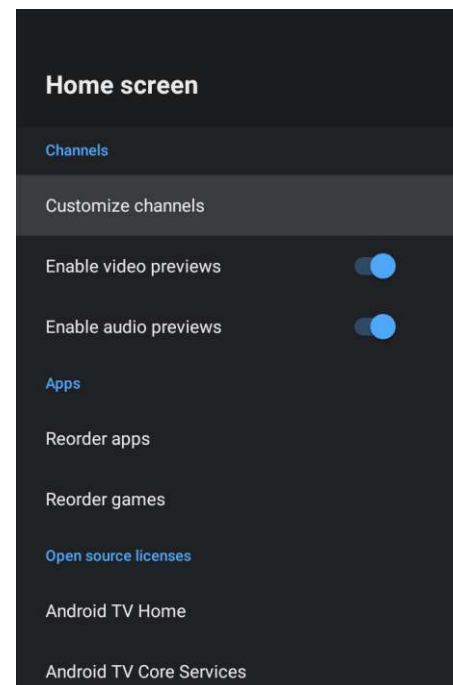 Home screen
Channels
Customize channels
Enable video previews
Enable audio previews
Apps
Reorder apps
Reorder games
Open source licenses
Android TV Home
Android TV Core Services